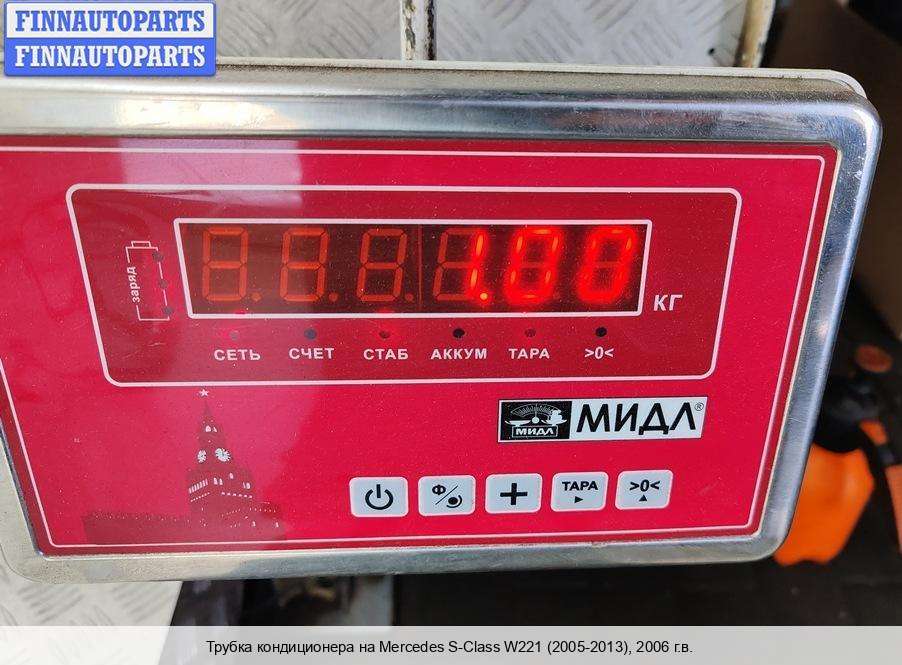 FINNAUTOPARTS
FINNAUTOPARTS
заряд
1.00
КГ
СЕТЬ СЧЕТ СТАБ АККУМ ТАРА >0<
МИДЛ МИДЛ®
Ф ТАРА >0<
Трубка кондиционера на Mercedes S-Class W221 (2005-2013), 2006 г.в.